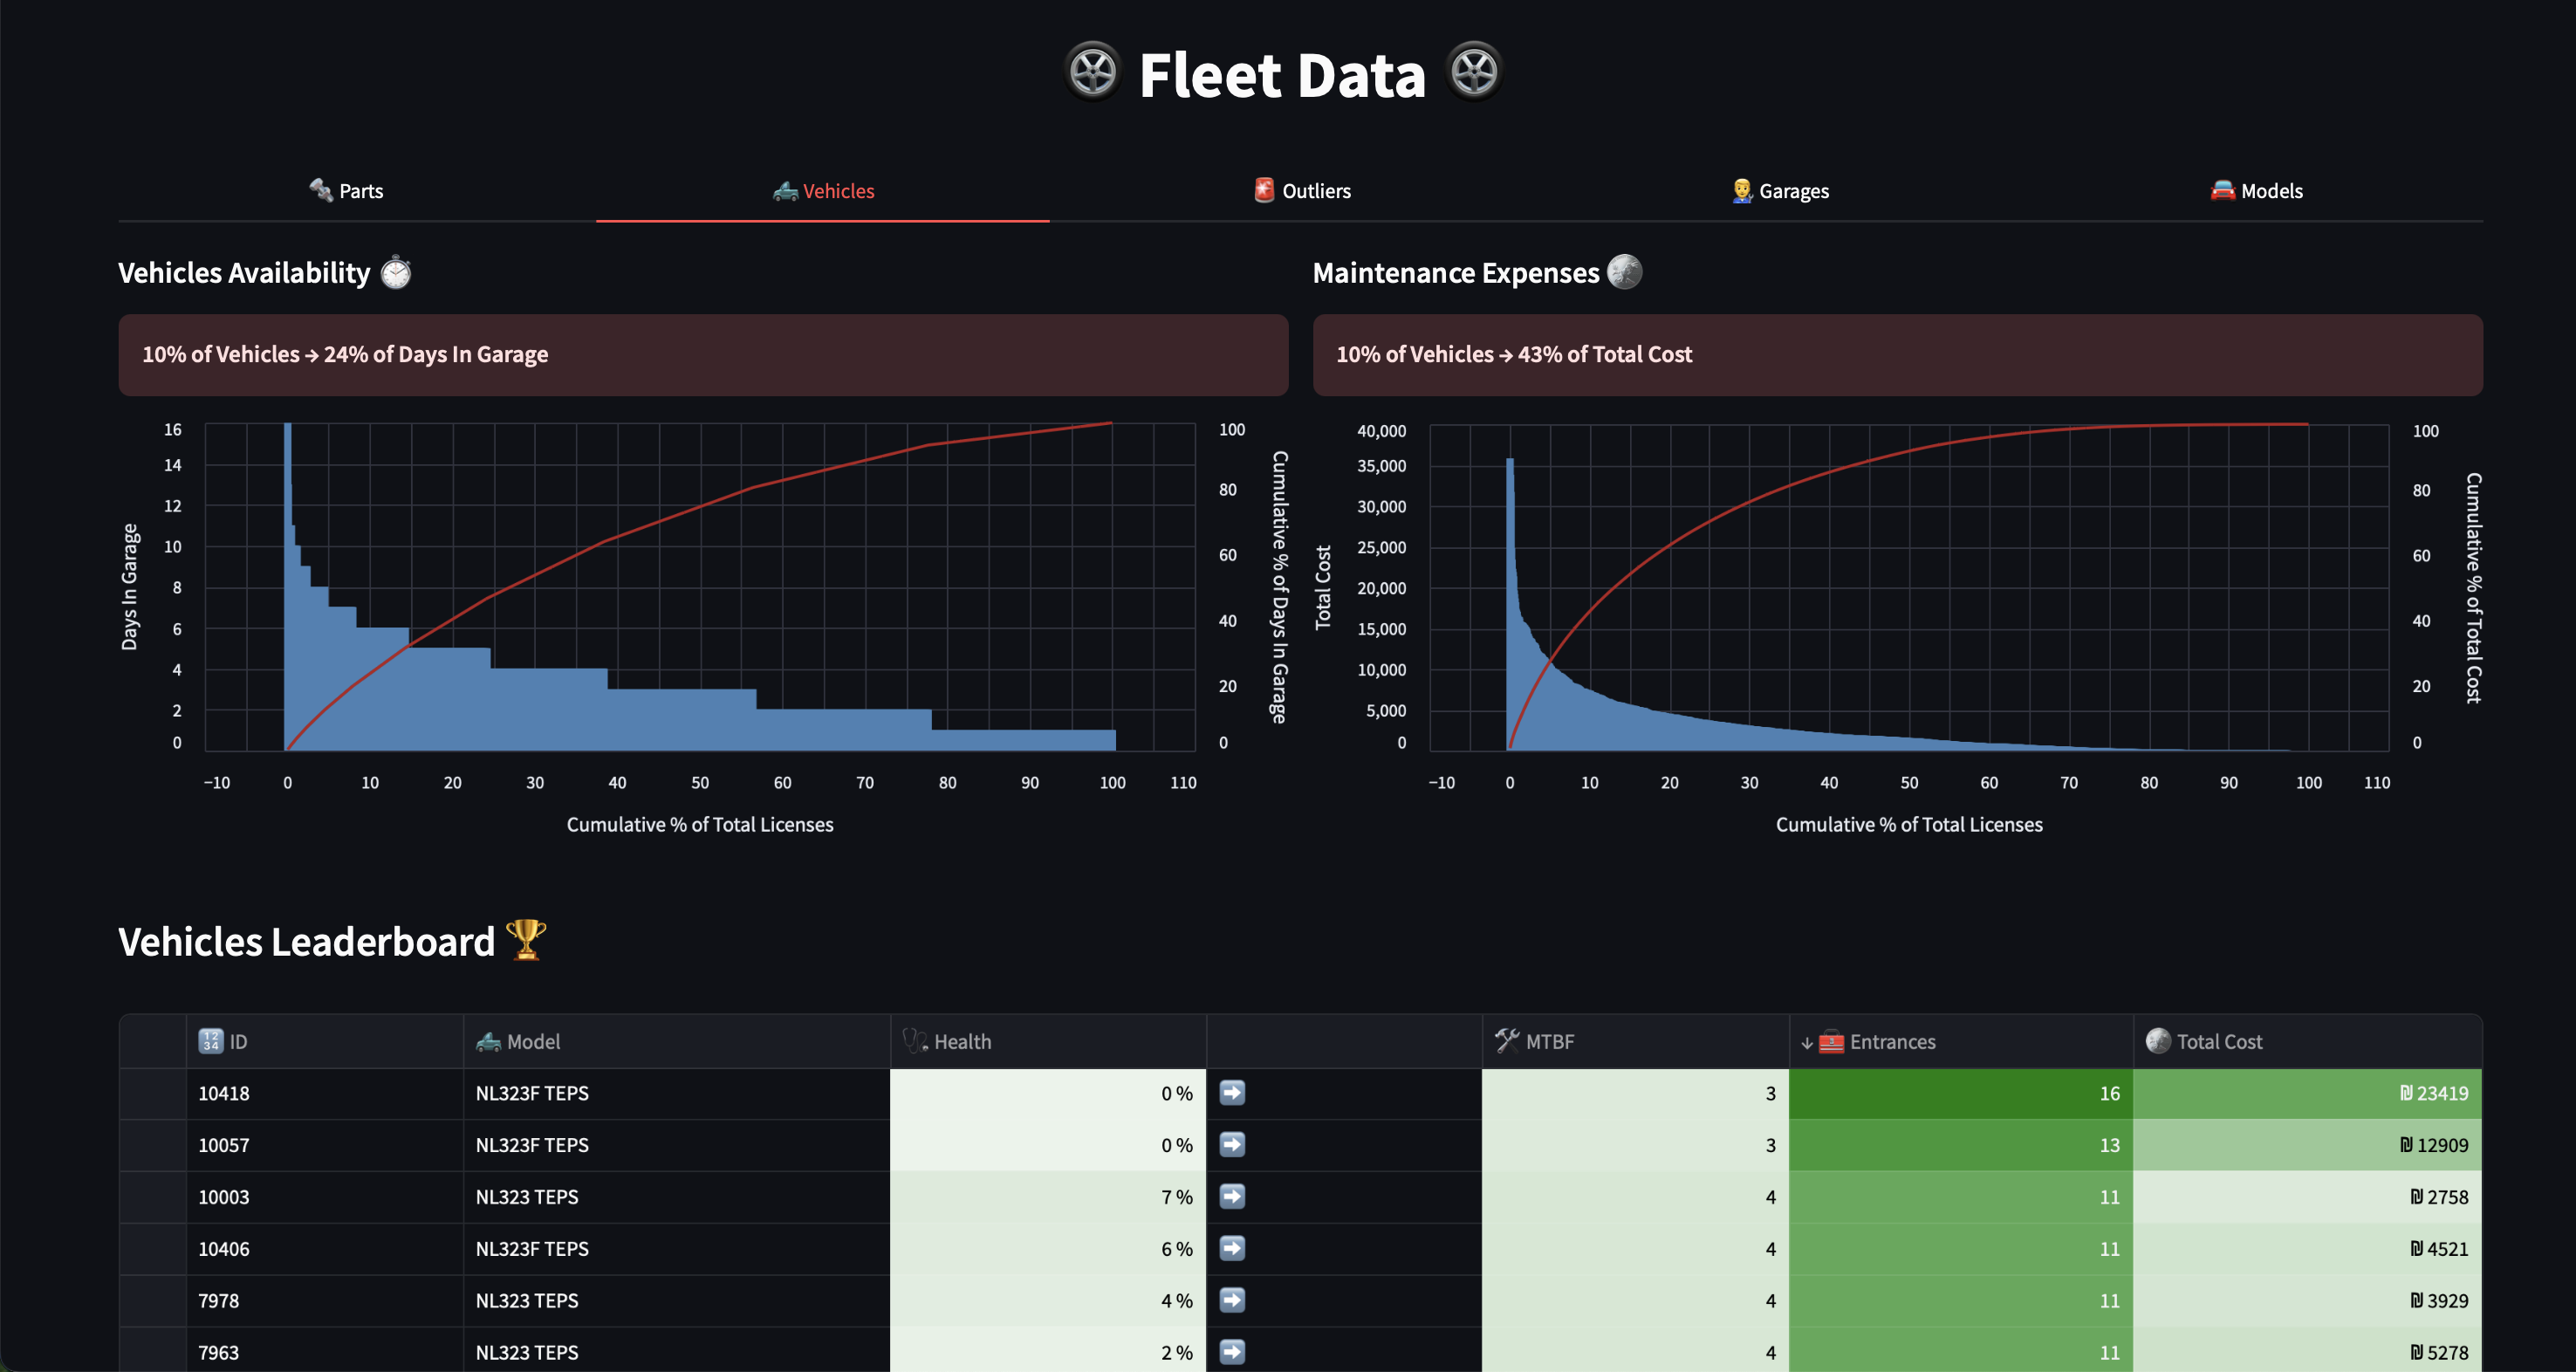 Fleet Data
Parts
Vehicles
Outliers
Garages
Models
Vehicles Availability
10% of Vehicles → 24% of Days In Garage
16
14
12
10
8
6
4
2
0
Days In Garage
100
80
60
40
20
0
Cumulative % of Days In Garage
−10 0 10 20 30 40 50 60 70 80 90 100 110
Cumulative % of Total Licenses
Maintenance Expenses
10% of Vehicles → 43% of Total Cost
40,000
35,000
30,000
25,000
20,000
15,000
10,000
5,000
0
Total Cost
100
80
60
40
20
0
Cumulative % of Total Cost
−10 0 10 20 30 40 50 60 70 80 90 100 110
Cumulative % of Total Licenses
Vehicles Leaderboard
ID Model Health MTBF ↓ Entrances Total Cost
10418 NL323F TEPS 0 % 3 16 ₪ 23419
10057 NL323F TEPS 0 % 3 13 ₪ 12909
10003 NL323 TEPS 7 % 4 11 ₪ 2758
10406 NL323F TEPS 6 % 4 11 ₪ 4521
7978 NL323 TEPS 4 % 4 11 ₪ 3929
7963 NL323 TEPS 2 % 4 11 ₪ 5278